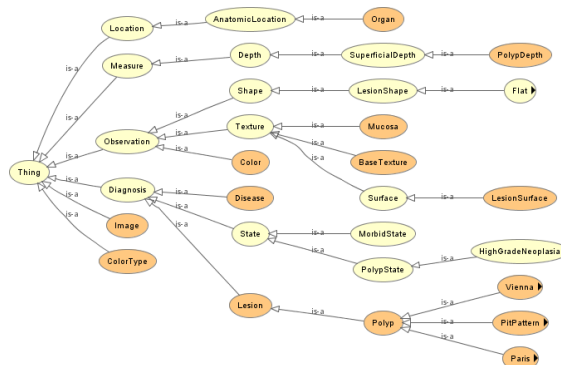 Location
is-a
AnatomicLocation
is-a
Organ
is-a
Measure
is-a
Depth
is-a
SuperficialDepth
is-a
PolypDepth
is-a
Shape
is-a
LesionShape
is-a
Flat
is-a
Observation
is-a
Texture
is-a
Mucosa
is-a
Color
is-a
BaseTexture
is-a
Thing
is-a
Surface
is-a
LesionSurface
is-a
Diagnosis
is-a
Disease
is-a
Image
is-a
State
is-a
MorbidState
is-a
ColorType
is-a
PolypState
is-a
HighGradeNeoplasia
is-a
Lesion
is-a
Polyp
is-a
Vienna
is-a
PitPattern
is-a
Paris